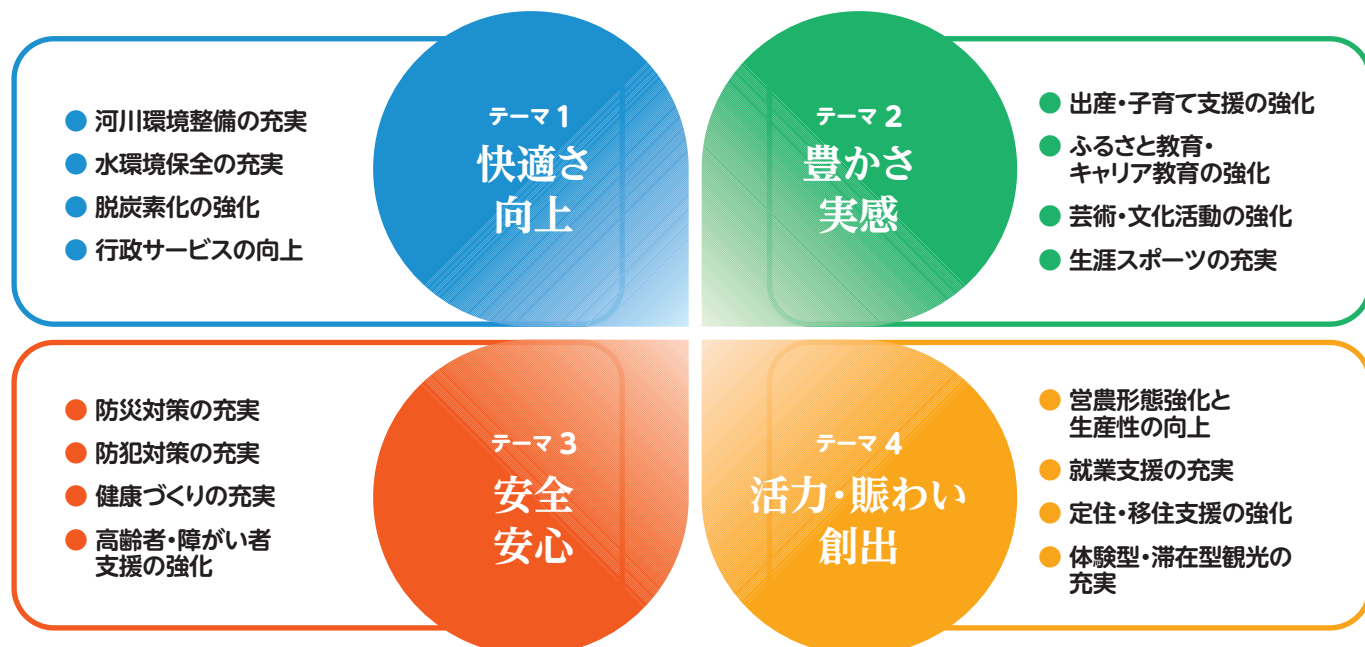 テーマ 1
快適さ
向上
● 河川環境整備の充実
● 水環境保全の充実
● 脱炭素化の強化
● 行政サービスの向上
テーマ 2
豊かさ
実感
● 出産・子育て支援の強化
● ふるさと教育・
キャリア教育の強化
● 芸術・文化活動の強化
● 生涯スポーツの充実
テーマ 3
安全
安心
● 防災対策の充実
● 防犯対策の充実
● 健康づくりの充実
● 高齢者・障がい者
支援の強化
テーマ 4
活力・賑わい
創出
● 営農形態強化と
生産性の向上
● 就業支援の充実
● 定住・移住支援の強化
● 体験型・滞在型観光の
充実